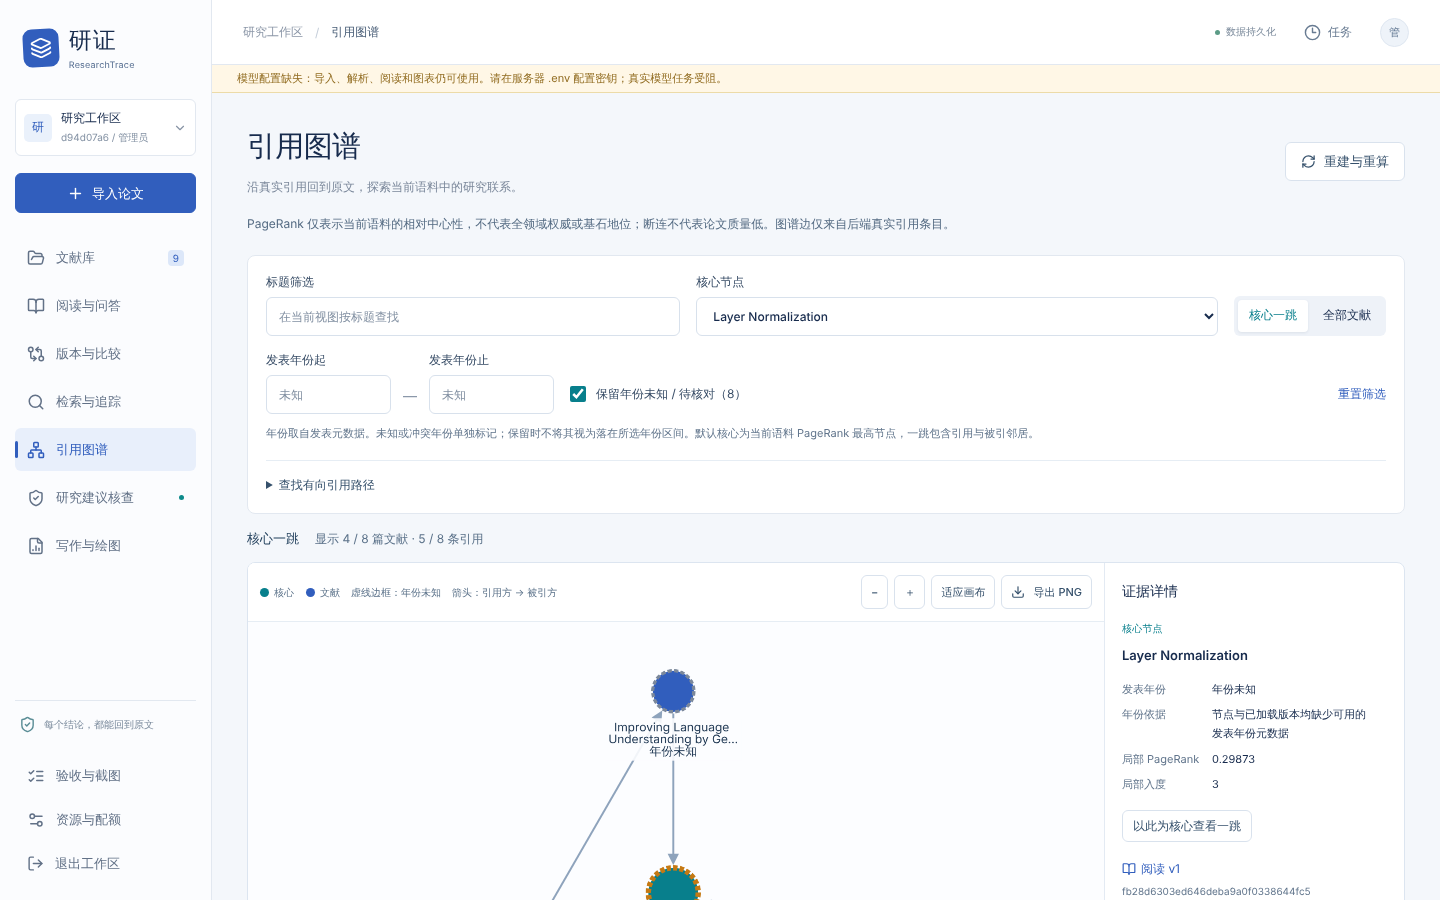 研证
ResearchTrace
研
研究工作区
d94d07a6 / 管理员
导入论文
文献库
9
阅读与问答
版本与比较
检索与追踪
引用图谱
研究建议核查
写作与绘图
每个结论，都能回到原文
验收与截图
资源与配额
退出工作区
研究工作区 / 引用图谱
数据持久化
任务
管
模型配置缺失：导入、解析、阅读和图表仍可使用。请在服务器 .env 配置密钥；真实模型任务受阻。
引用图谱
沿真实引用回到原文，探索当前语料中的研究联系。
重建与重算
PageRank 仅表示当前语料的相对中心性，不代表全领域权威或基石地位；断连不代表论文质量低。图谱边仅来自后端真实引用条目。
标题筛选
在当前视图按标题查找
核心节点
Layer Normalization
核心一跳
全部文献
发表年份起
未知
—
发表年份止
未知
保留年份未知 / 待核对（8）
重置筛选
年份取自发表元数据。未知或冲突年份单独标记；保留时不将其视为落在所选年份区间。默认核心为当前语料 PageRank 最高节点，一跳包含引用与被引邻居。
查找有向引用路径
核心一跳
显示 4 / 8 篇文献 · 5 / 8 条引用
核心
文献
虚线边框：年份未知
箭头：引用方 → 被引方
−
+
适应画布
导出 PNG
Improving Language
Understanding by Ge...
年份未知
证据详情
核心节点
Layer Normalization
发表年份 年份未知
年份依据 节点与已加载版本均缺少可用的
发表年份元数据
局部 PageRank 0.29873
局部入度 3
以此为核心查看一跳
阅读 v1
fb28d6303ed646deba9a0f0338644fc5